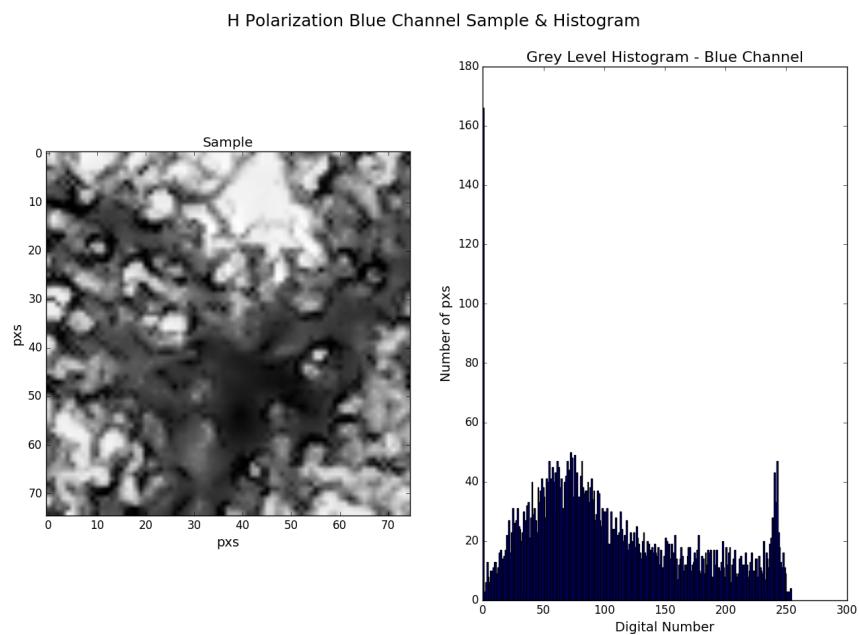 H Polarization Blue Channel Sample & Histogram
Sample
0
10
20
30
40
50
60
70
pxs
0 10 20 30 40 50 60 70
pxs
Grey Level Histogram - Blue Channel
180
160
140
120
100
80
60
40
20
0
Number of pxs
0 50 100 150 200 250 300
Digital Number